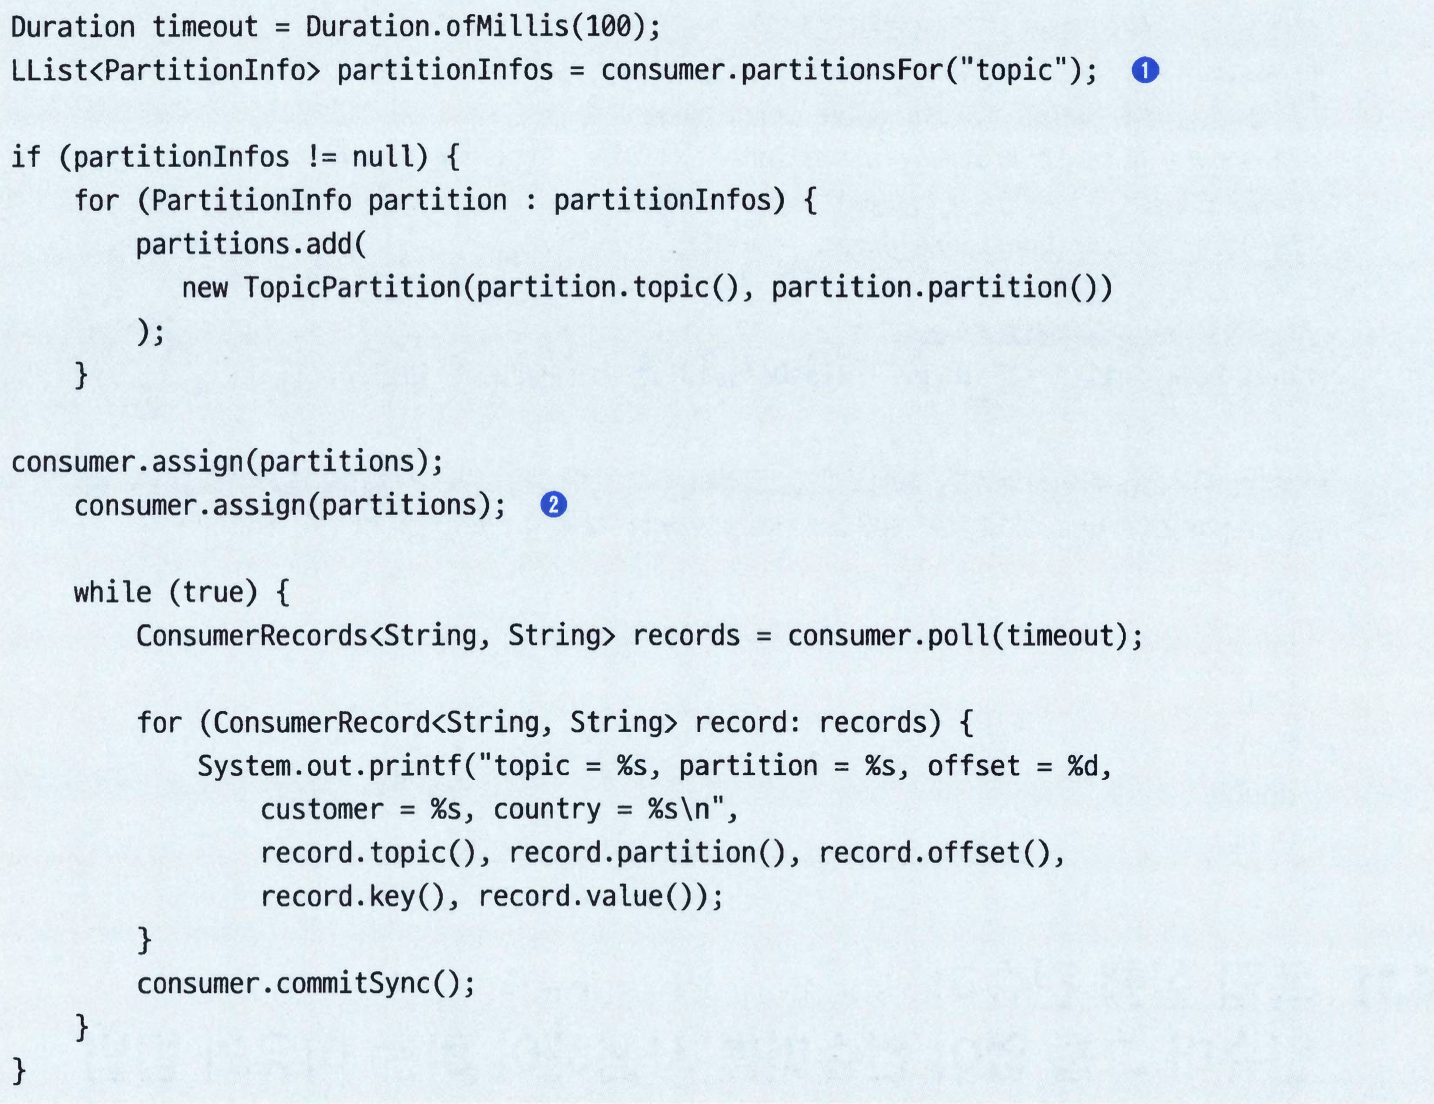 Duration timeout = Duration.ofMillis(100);
LList<PartitionInfo> partitionInfos = consumer.partitionsFor("topic"); ❶
if (partitionInfos != null) {
    for (PartitionInfo partition : partitionInfos) {
        partitions.add(
           new TopicPartition(partition.topic(), partition.partition())
        );
    }
consumer.assign(partitions);
    consumer.assign(partitions); ❷
    while (true) {
        ConsumerRecords<String, String> records = consumer.poll(timeout);
        for (ConsumerRecord<String, String> record: records) {
            System.out.printf("topic = %s, partition = %s, offset = %d,
                customer = %s, country = %s\n",
                record.topic(), record.partition(), record.offset(),
                record.key(), record.value());
        }
        consumer.commitSync();
    }
}